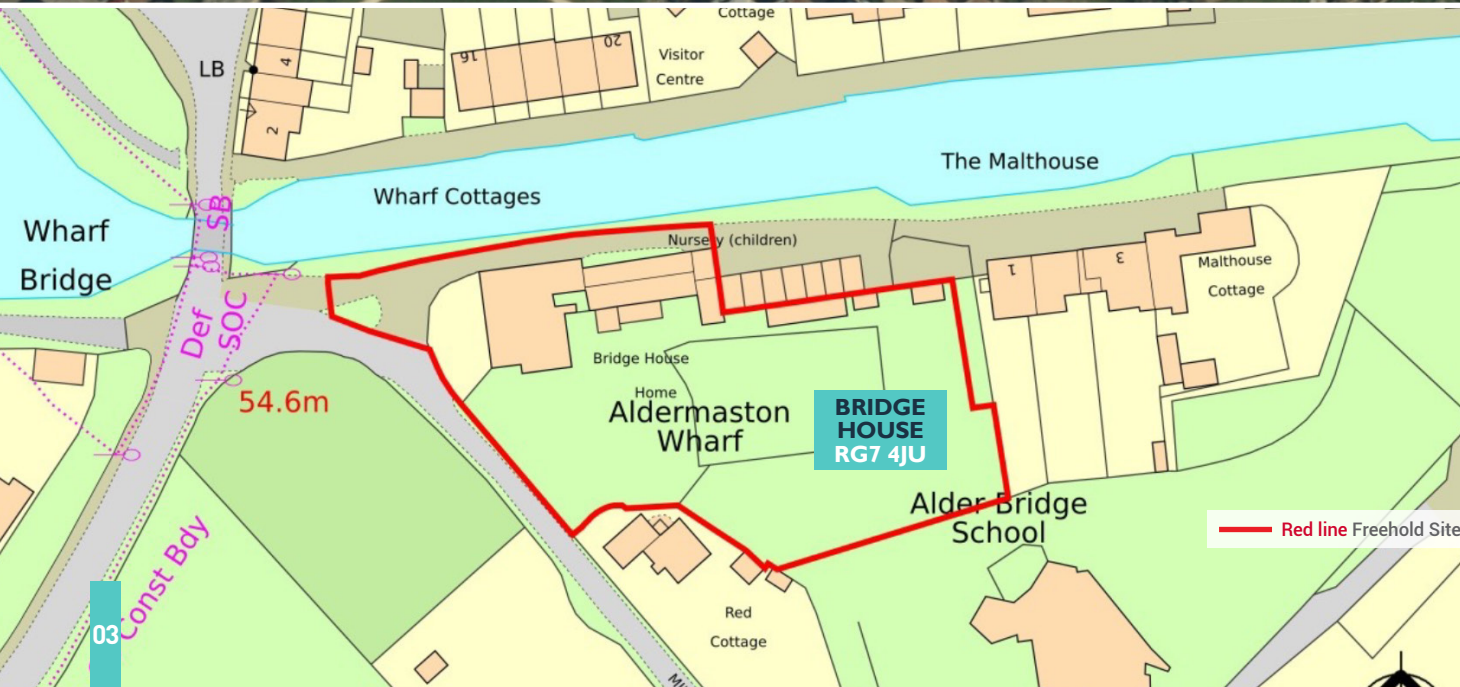 Cottage
LB
4
2
16
20
Visitor
Centre
The Malthouse
Wharf Cottages
Wharf
Bridge
SB
Def
SOC
Nursery (children)
1
3
Malthouse
Cottage
Bridge House
Home
54.6m
Aldermaston
Wharf
BRIDGE
HOUSE
RG7 4JU
Alder Bridge
School
Red line Freehold Site
Const Bdy
03
Red
Cottage